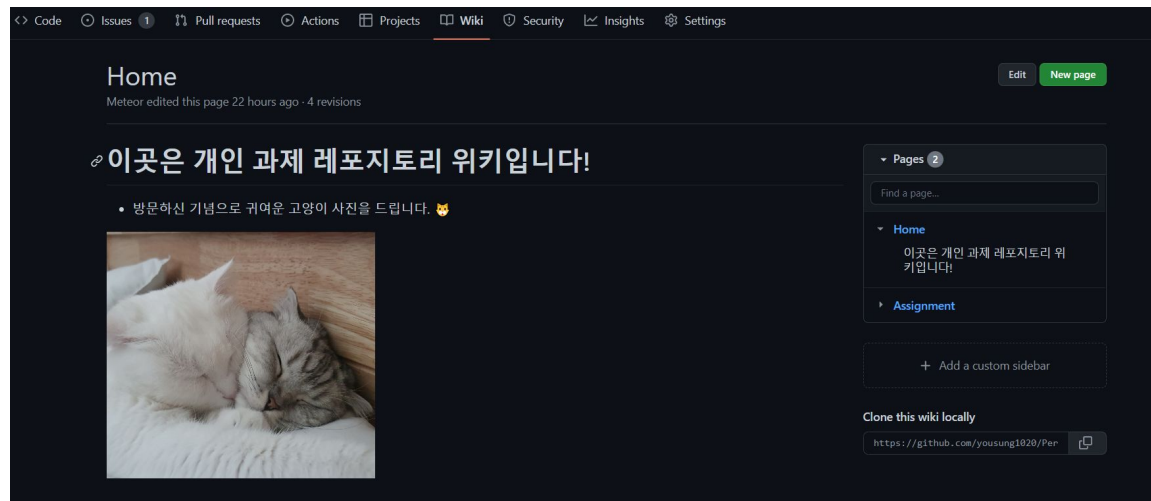 <> Code Issues 1 Pull requests Actions Projects Wiki Security Insights Settings
Home
Edit New page
Meteor edited this page 22 hours ago · 4 revisions
이곳은 개인 과제 레포지토리 위키입니다!
방문하신 기념으로 귀여운 고양이 사진을 드립니다. 🐱
Pages 2
Find a page...
Home
이곳은 개인 과제 레포지토리 위
키입니다!
Assignment
+ Add a custom sidebar
Clone this wiki locally
https://github.com/yousung1020/Per